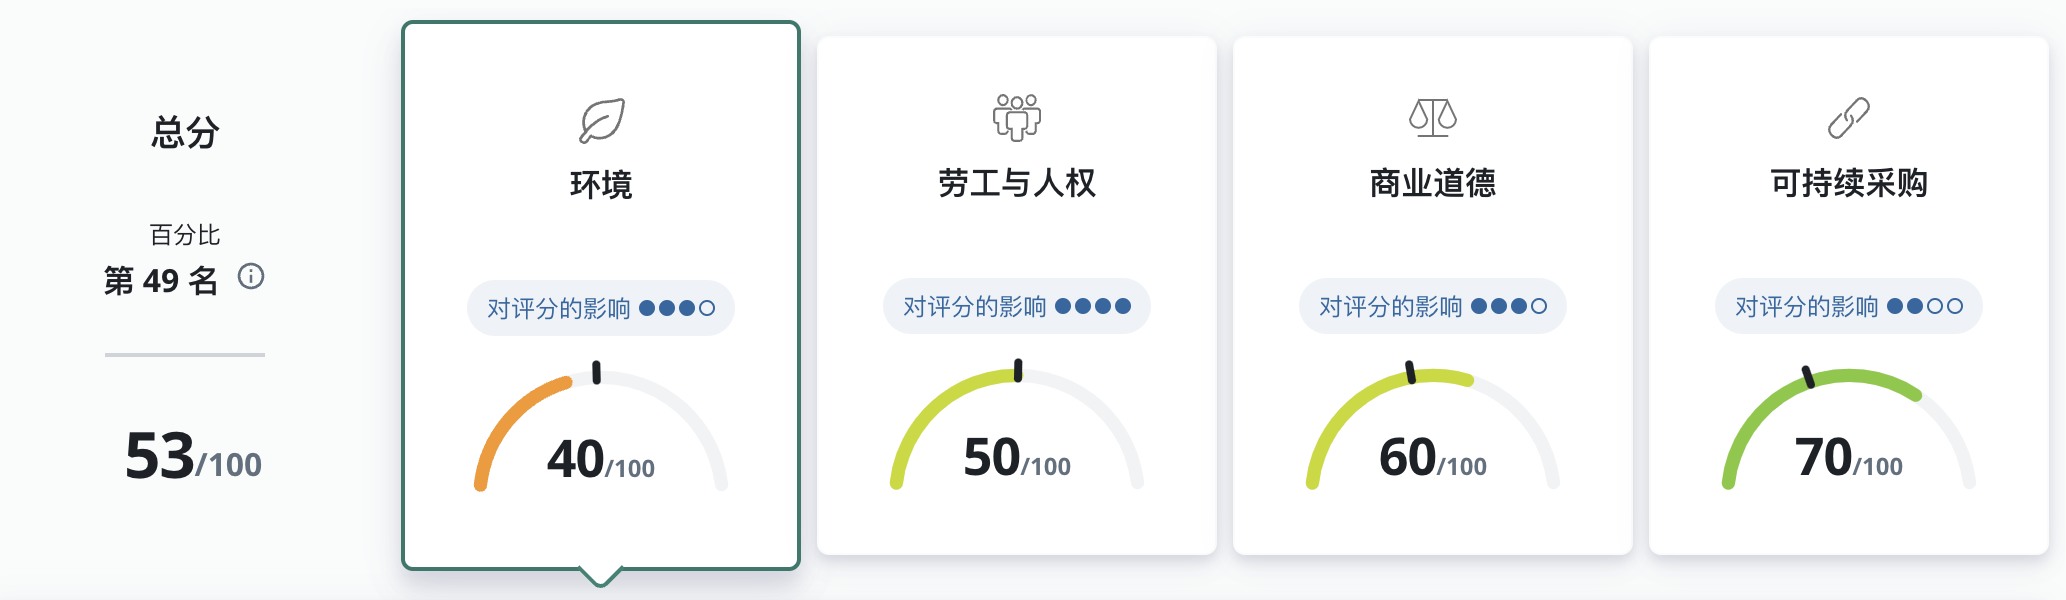 总分
百分比
第 49 名
53/100
环境
对评分的影响
40/100
劳工与人权
对评分的影响
50/100
商业道德
对评分的影响
60/100
可持续采购
对评分的影响
70/100